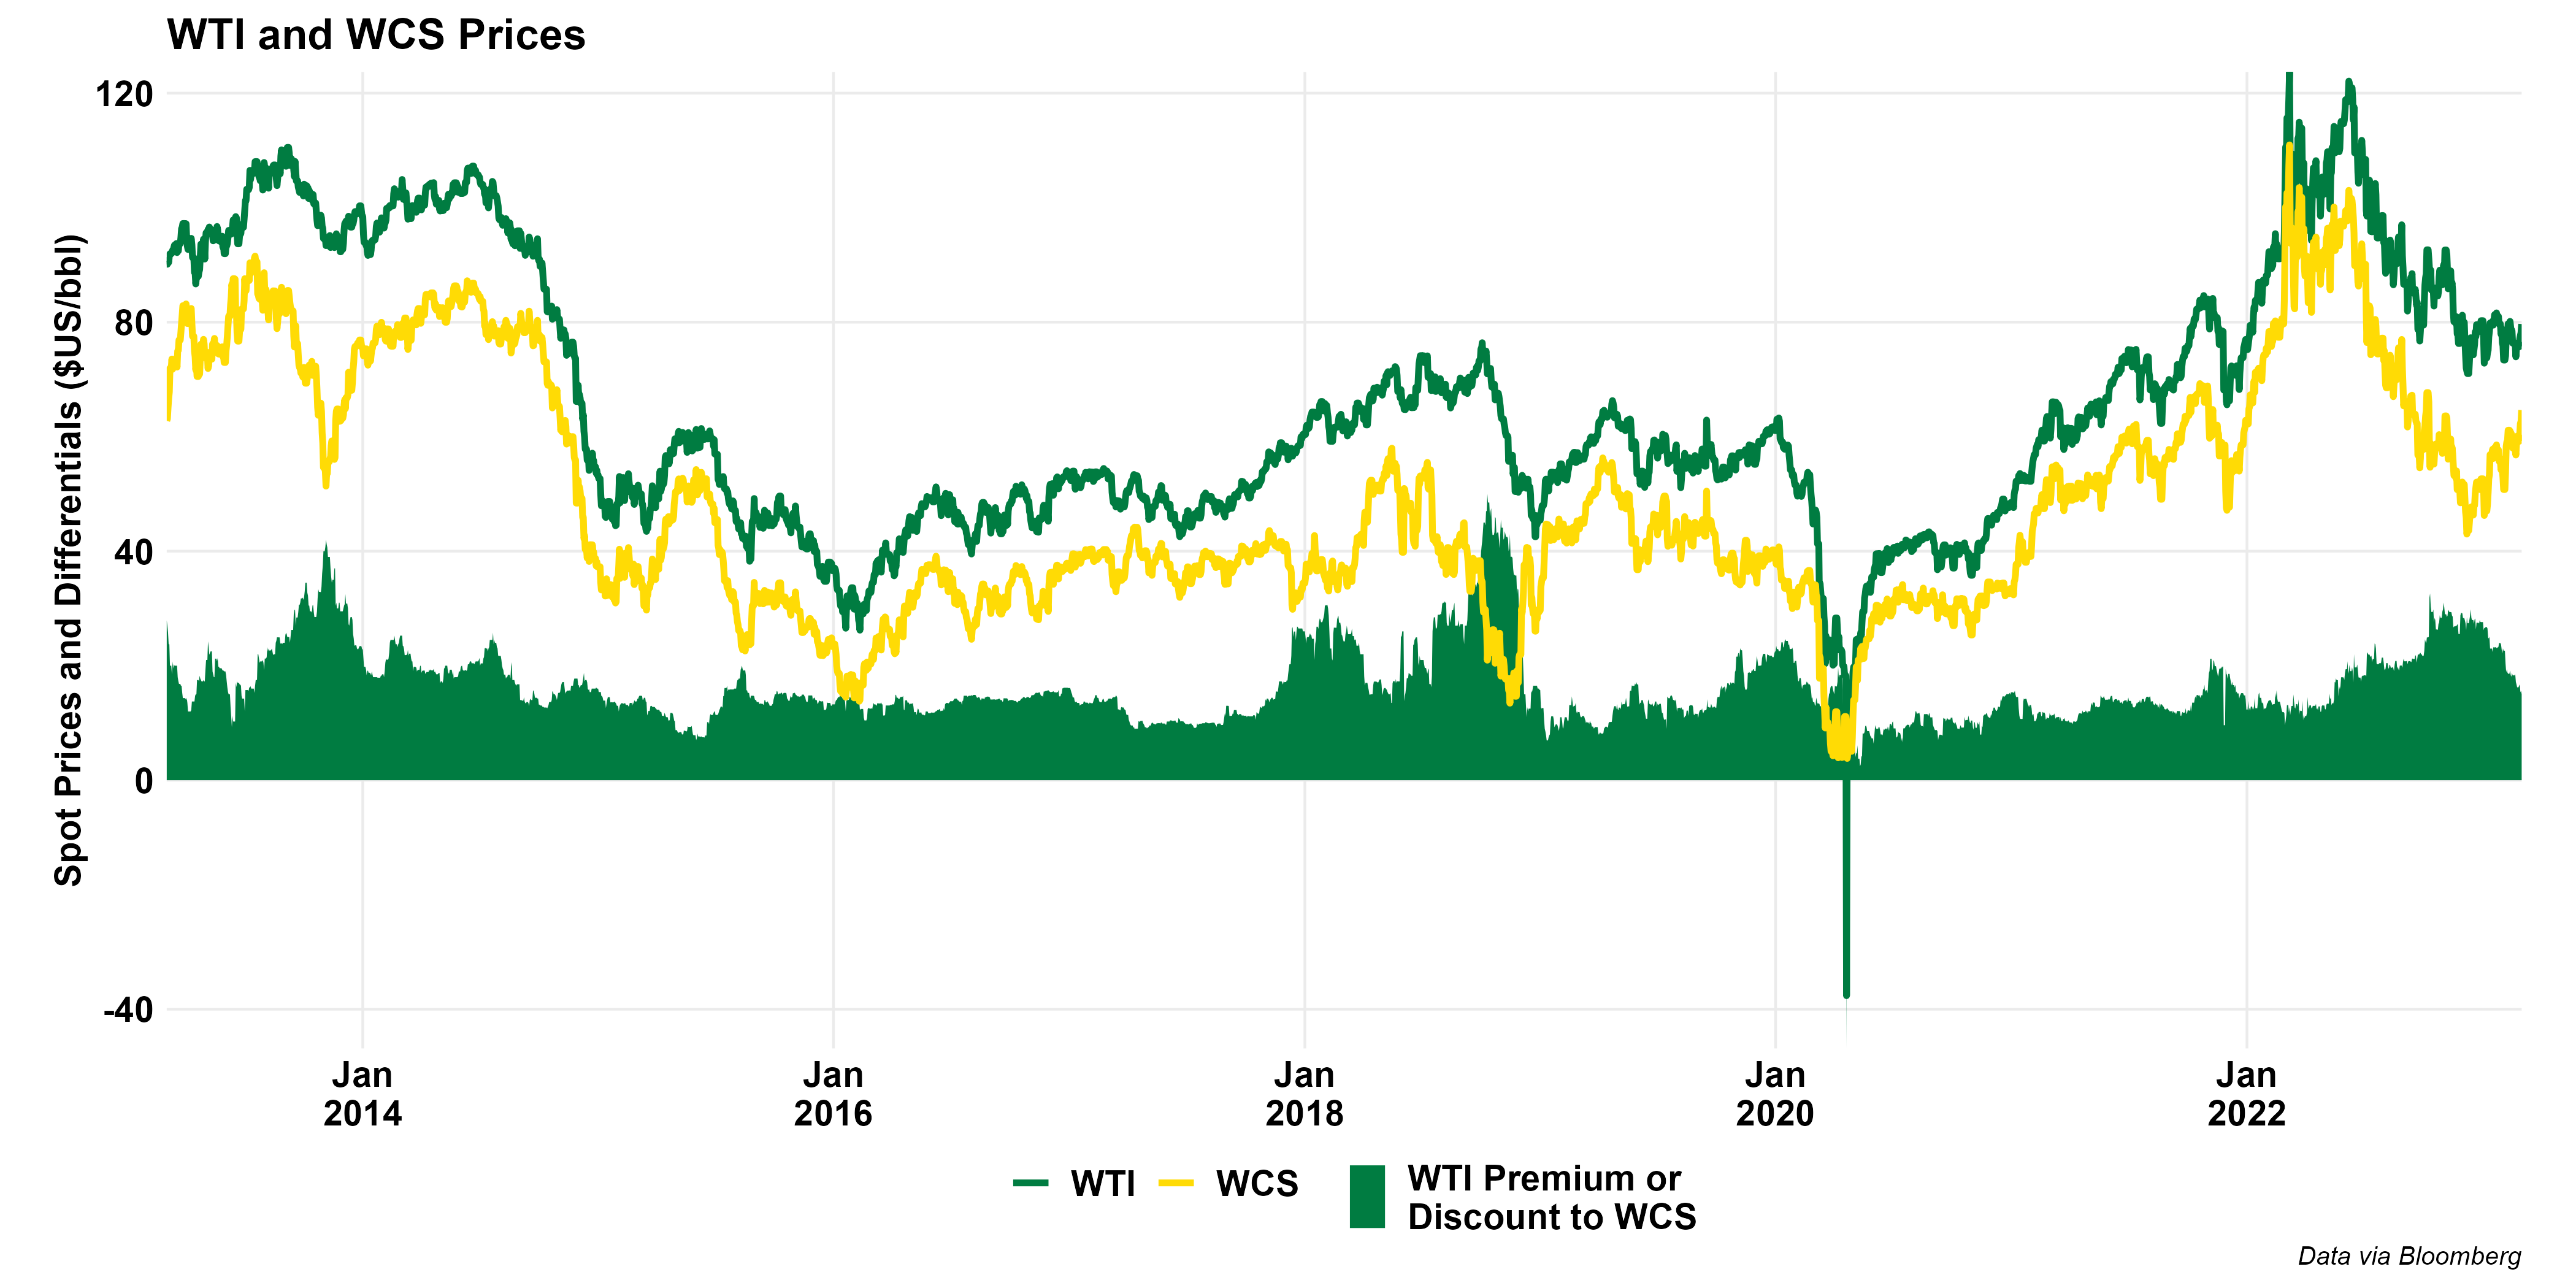 WTI and WCS Prices
Spot Prices and Differentials ($US/bbl)
120
80
40
0
-40
Jan
2014
Jan
2016
Jan
2018
Jan
2020
Jan
2022
WTI
WCS
WTI Premium or
Discount to WCS
Data via Bloomberg